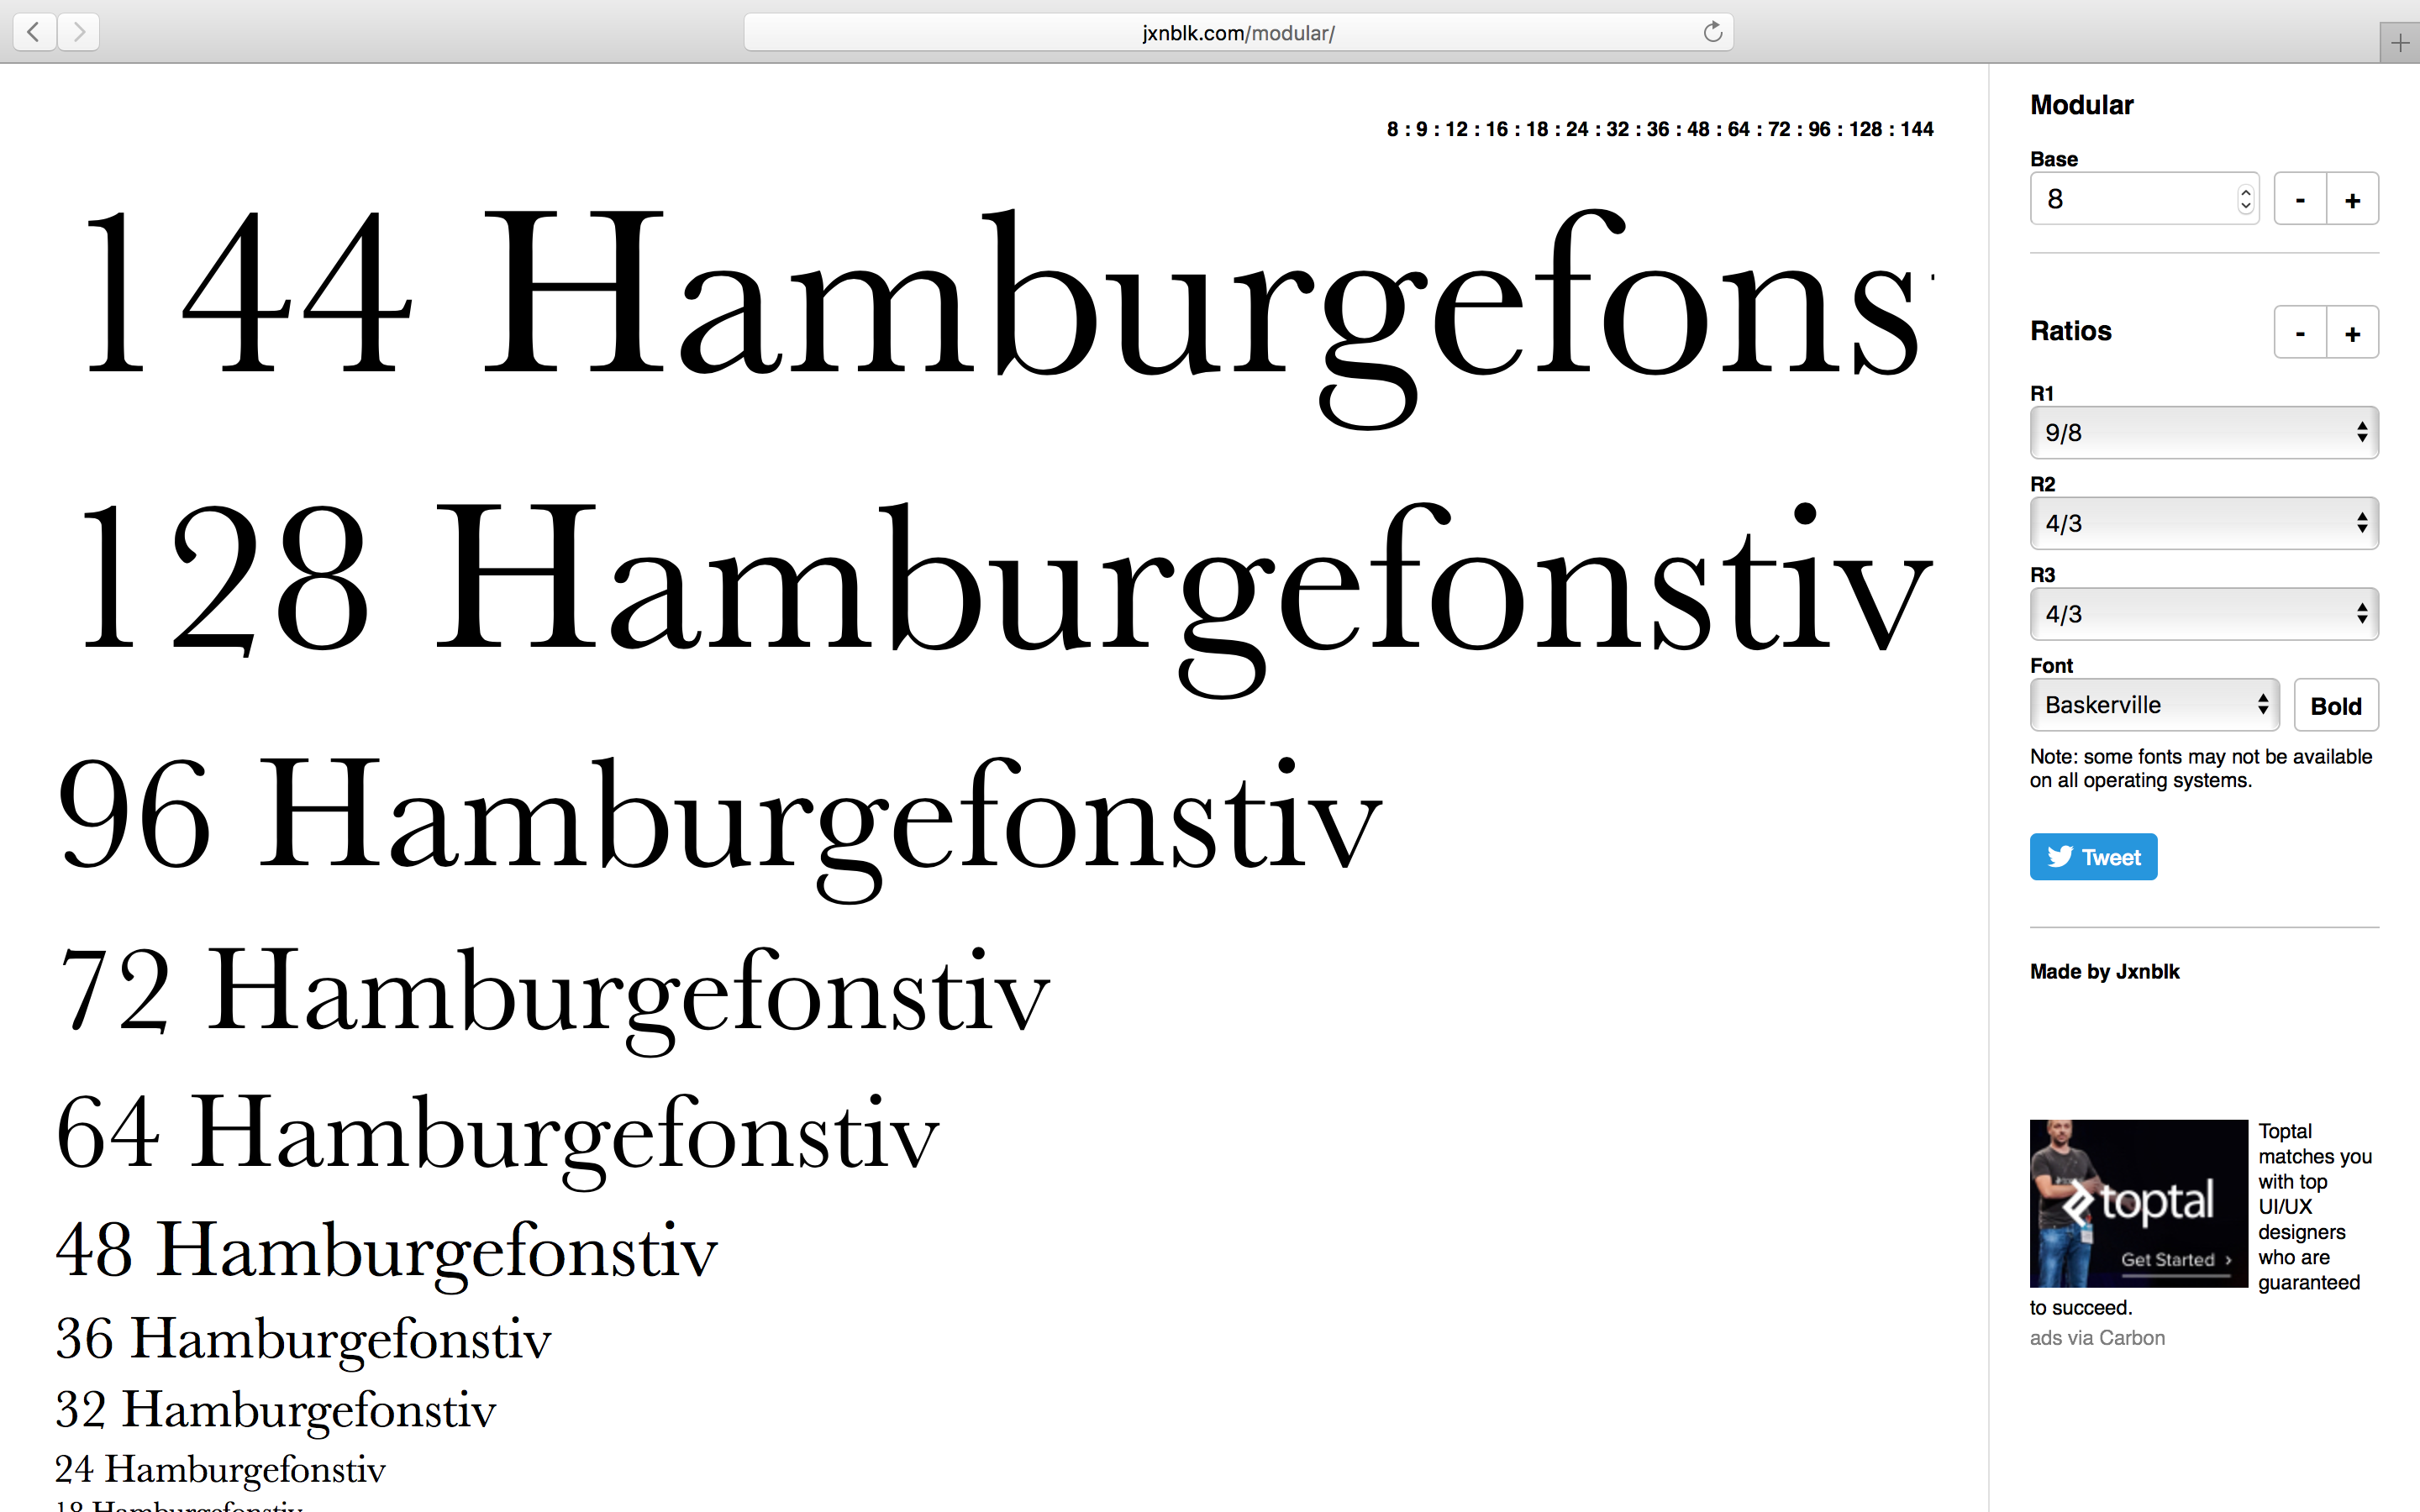 jxnblk.com/modular/
8 : 9 : 12 : 16 : 18 : 24 : 32 : 36 : 48 : 64 : 72 : 96 : 128 : 144
144 Hamburgefons
128 Hamburgefonstiv
96 Hamburgefonstiv
72 Hamburgefonstiv
64 Hamburgefonstiv
48 Hamburgefonstiv
36 Hamburgefonstiv
32 Hamburgefonstiv
24 Hamburgefonstiv
18 Hamburgefonstiv
Modular
Base
8
- +
Ratios
- +
R1
9/8
R2
4/3
R3
4/3
Font
Baskerville
Bold
Note: some fonts may not be available
on all operating systems.
Tweet
Made by Jxnblk
toptal
Get Started ›
Toptal
matches you
with top
UI/UX
designers
who are
guaranteed
to succeed.
ads via Carbon